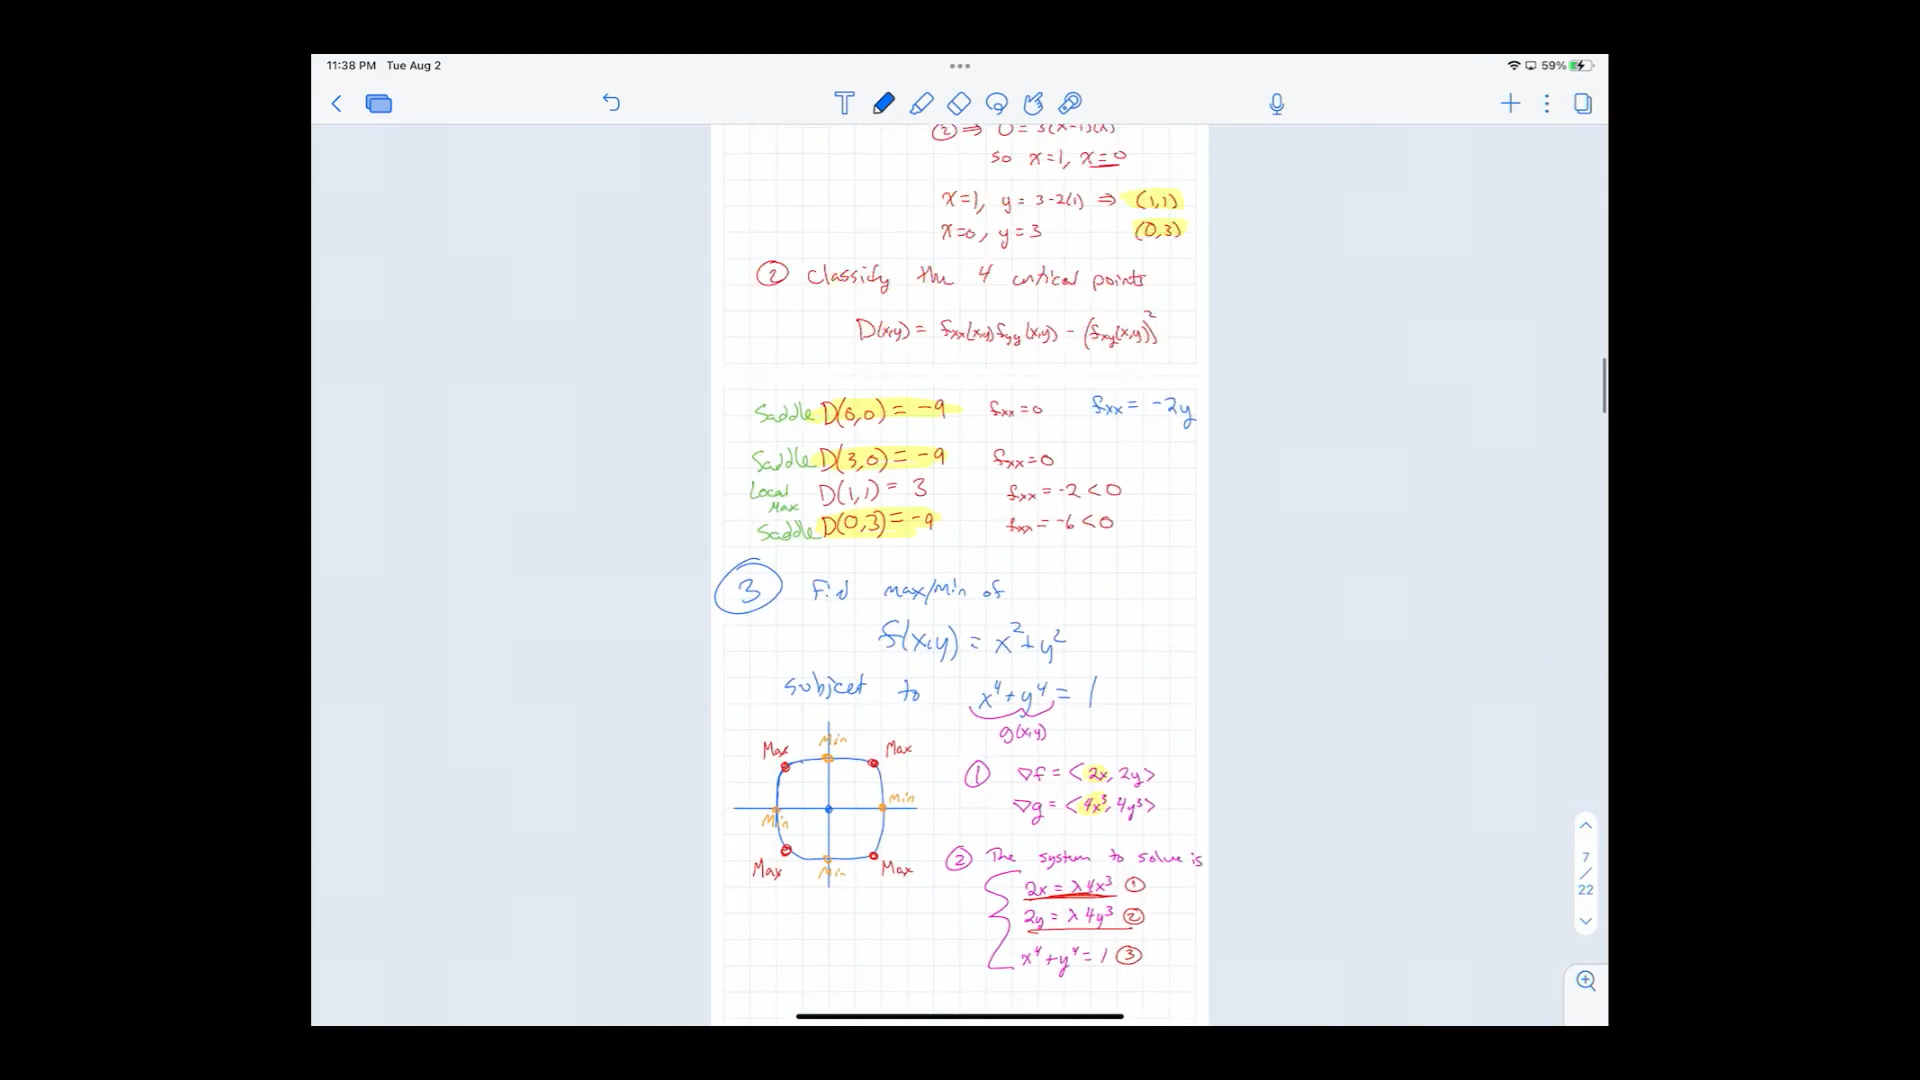 11:38 PM Tue Aug 2
59%
② ⇒ 0 = 3(x-1)(x)
so x=1, x=0
x=1, y = 3-2(1) ⇒ (1,1)
x=0, y=3 (0,3)
② Classify the 4 critical points
D(x,y) = fxx(x,y)fyy(x,y) - (fxy(x,y))²
Saddle D(0,0) = -9 fxx=0 fxx = -2y
Saddle D(3,0) = -9 fxx=0
Local Max D(1,1) = 3 fxx = -2 < 0
Saddle D(0,3) = -9 fxx = -6 < 0
③ Find max/min of
f(x,y) = x²+y²
subject to x⁴+y⁴ = 1
g(x,y)
Max Min Max
Min
Min
Max Min Max
① ∇f = <2x, 2y>
∇g = <4x³, 4y³>
② The system to solve is
2x = λ4x³ ①
2y = λ4y³ ②
x⁴+y⁴=1 ③
7
/
22